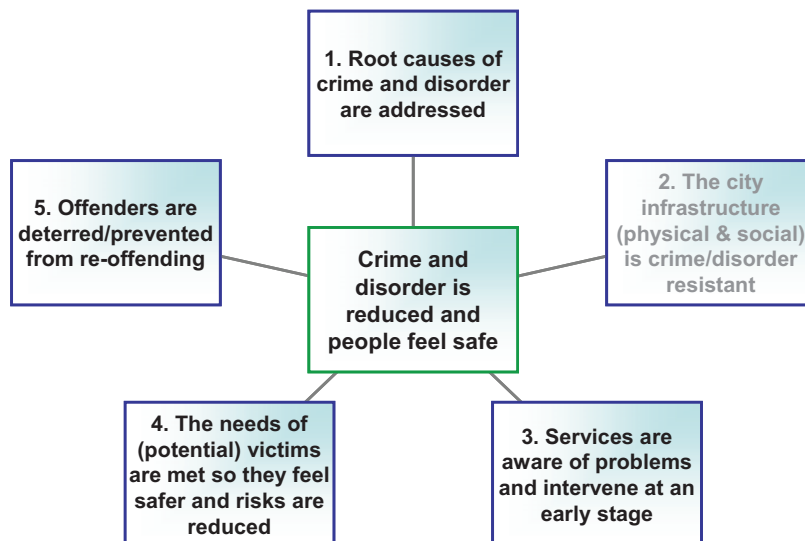 1. Root causes of
crime and disorder
are addressed
2. The city
infrastructure
(physical & social)
is crime/disorder
resistant
3. Services are
aware of problems
and intervene at an
early stage
4. The needs of
(potential) victims
are met so they feel
safer and risks are
reduced
5. Offenders are
deterred/prevented
from re-offending
Crime and
disorder is
reduced and
people feel safe